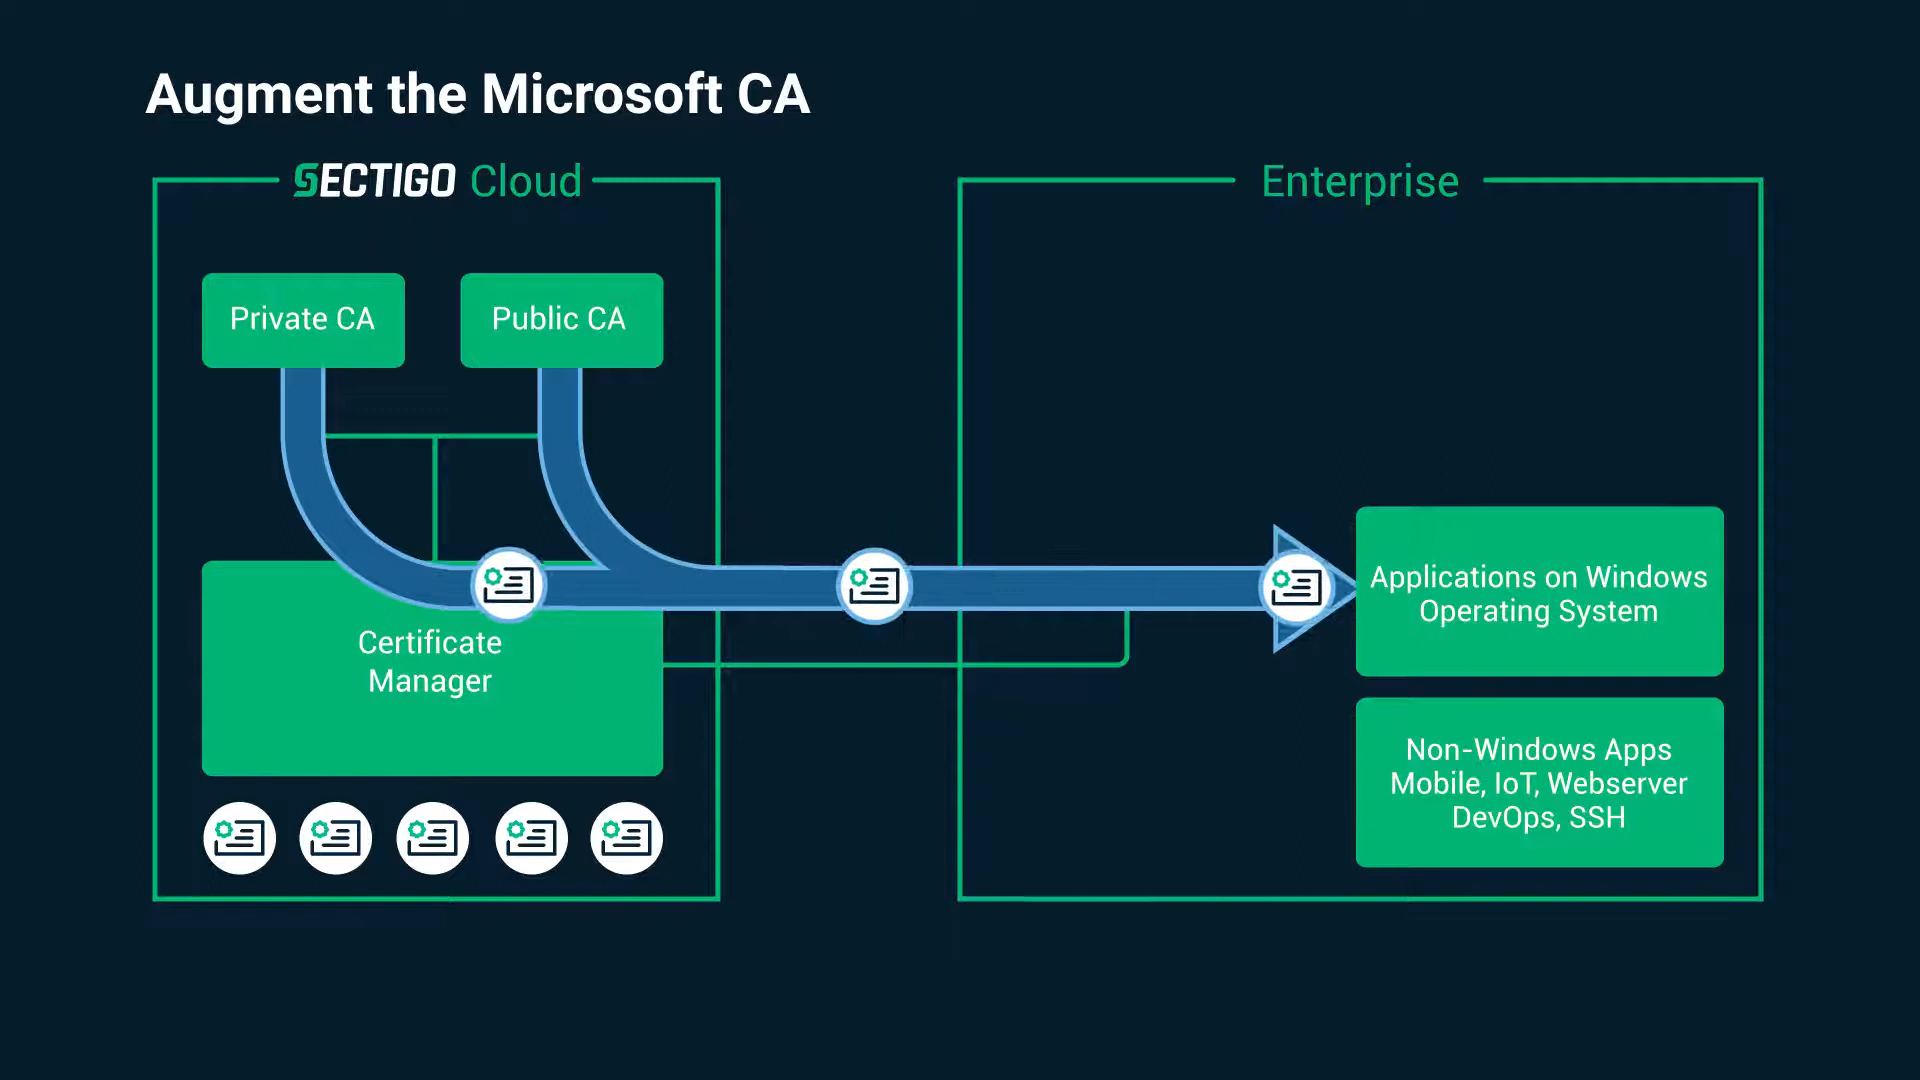 Augment the Microsoft CA
SECTIGO Cloud
Enterprise
Private CA
Public CA
Certificate
Manager
Applications on Windows
Operating System
Non-Windows Apps
Mobile, IoT, Webserver
DevOps, SSH